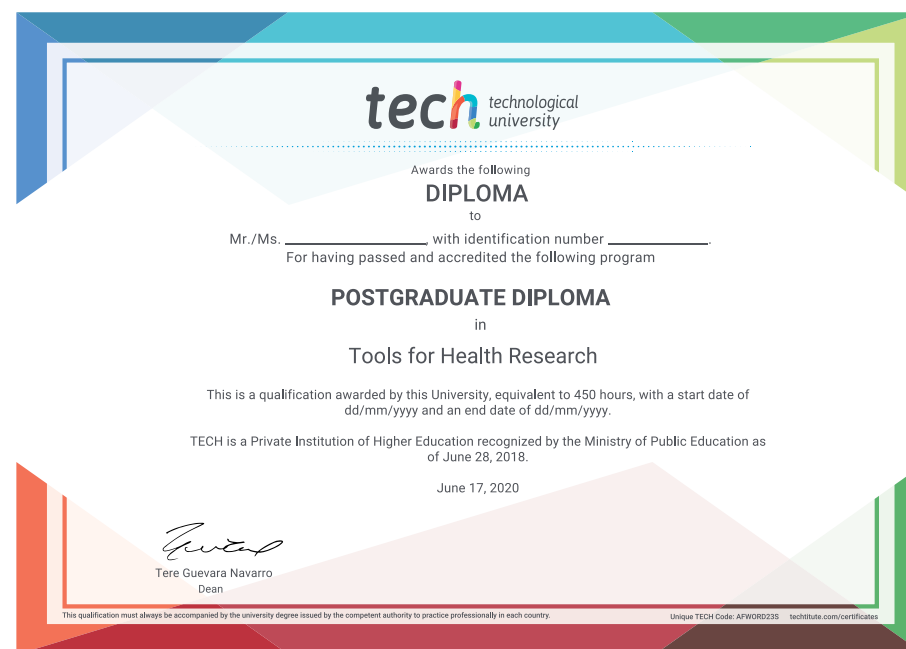 tech technological
university
Awards the following
DIPLOMA
to
Mr./Ms. ________________, with identification number ____________.
For having passed and accredited the following program
POSTGRADUATE DIPLOMA
in
Tools for Health Research
This is a qualification awarded by this University, equivalent to 450 hours, with a start date of
dd/mm/yyyy and an end date of dd/mm/yyyy.
TECH is a Private Institution of Higher Education recognized by the Ministry of Public Education as
of June 28, 2018.
June 17, 2020
Tere Guevara Navarro
Dean
This qualification must always be accompanied by the university degree issued by the competent authority to practice professionally in each country.
Unique TECH Code: AFWORD23S techtitute.com/certificates